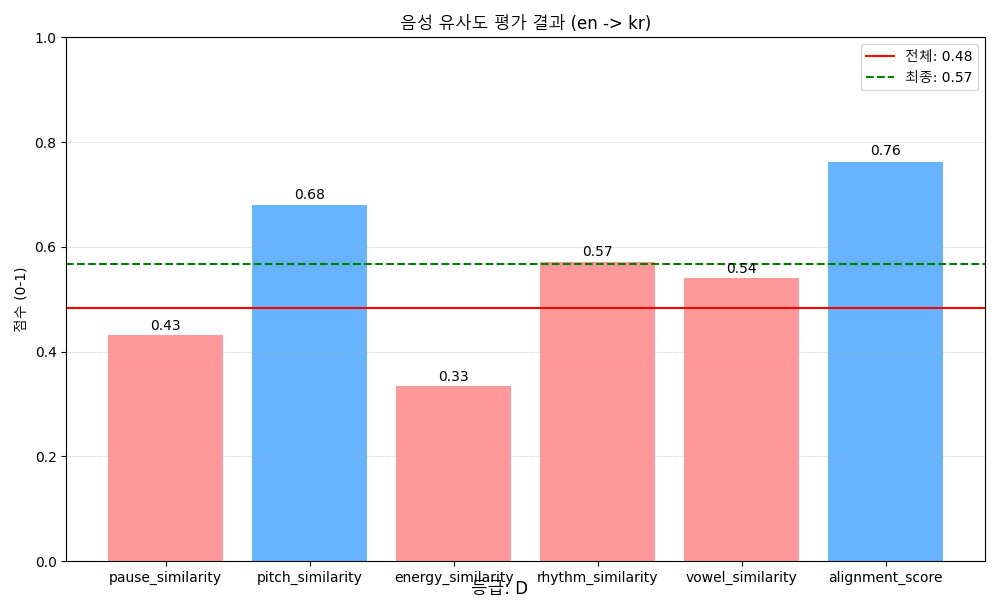 음성 유사도 평가 결과 (en -> kr)
전체: 0.48
최종: 0.57
점수 (0-1)
1.0
0.8
0.6
0.4
0.2
0.0
0.43
0.68
0.33
0.57
0.54
0.76
pause_similarity
pitch_similarity
energy_similarity
rhythm_similarity
vowel_similarity
alignment_score
등급: D